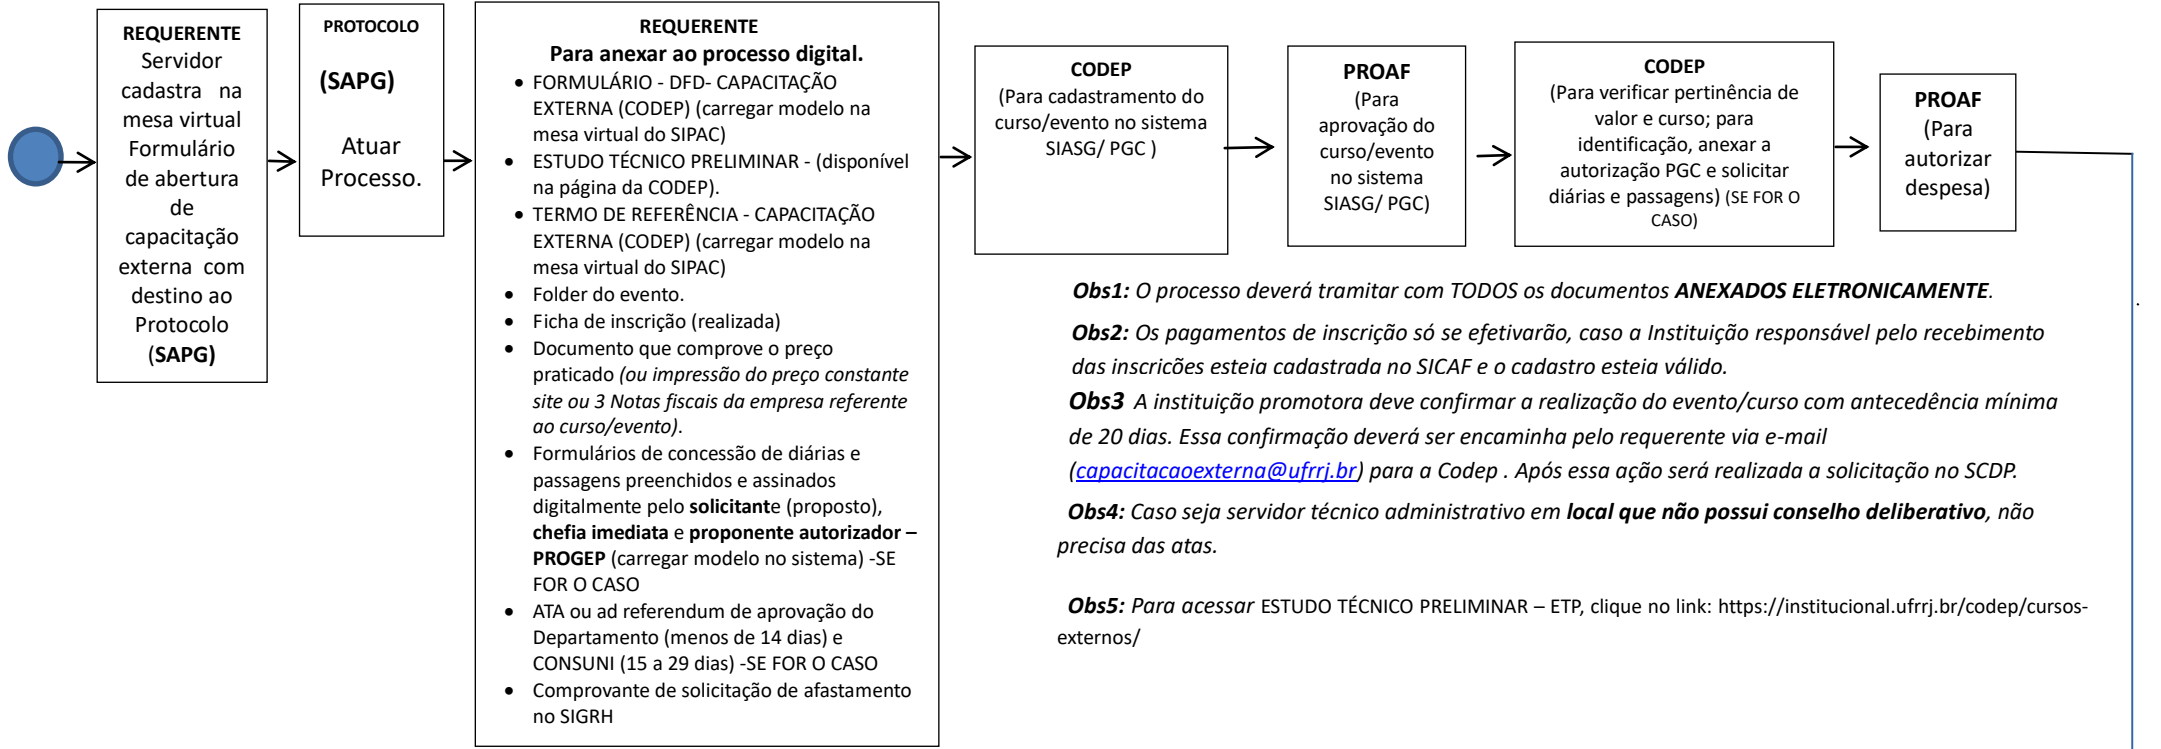 REQUERENTE
Servidor
cadastra na
mesa virtual
Formulário
de abertura
de
capacitação
externa com
destino ao
Protocolo
(SAPG)
PROTOCOLO
(SAPG)
Atuar
Processo.
REQUERENTE
Para anexar ao processo digital.
• FORMULÁRIO - DFD- CAPACITAÇÃO
EXTERNA (CODEP) (carregar modelo na
mesa virtual do SIPAC)
• ESTUDO TÉCNICO PRELIMINAR - (disponível
na página da CODEP).
• TERMO DE REFERÊNCIA - CAPACITAÇÃO
EXTERNA (CODEP) (carregar modelo na
mesa virtual do SIPAC)
• Folder do evento.
• Ficha de inscrição (realizada)
• Documento que comprove o preço
praticado (ou impressão do preço constante
site ou 3 Notas fiscais da empresa referente
ao curso/evento).
• Formulários de concessão de diárias e
passagens preenchidos e assinados
digitalmente pelo solicitante (proposto),
chefia imediata e proponente autorizador –
PROGEP (carregar modelo no sistema) -SE
FOR O CASO
• ATA ou ad referendum de aprovação do
Departamento (menos de 14 dias) e
CONSUNI (15 a 29 dias) -SE FOR O CASO
• Comprovante de solicitação de afastamento
no SIGRH
CODEP
(Para cadastramento do
curso/evento no sistema
SIASG/ PGC )
PROAF
(Para
aprovação do
curso/evento
no sistema
SIASG/ PGC)
CODEP
(Para verificar pertinência de
valor e curso; para
identificação, anexar a
autorização PGC e solicitar
diárias e passagens) (SE FOR O
CASO)
PROAF
(Para
autorizar
despesa)
Obs1: O processo deverá tramitar com TODOS os documentos ANEXADOS ELETRONICAMENTE.
.
Obs2: Os pagamentos de inscrição só se efetivarão, caso a Instituição responsável pelo recebimento
das inscricões esteia cadastrada no SICAF e o cadastro esteia válido.
Obs3 A instituição promotora deve confirmar a realização do evento/curso com antecedência mínima
de 20 dias. Essa confirmação deverá ser encaminha pelo requerente via e-mail
(capacitacaoexterna@ufrrj.br) para a Codep . Após essa ação será realizada a solicitação no SCDP.
Obs4: Caso seja servidor técnico administrativo em local que não possui conselho deliberativo, não
precisa das atas.
Obs5: Para acessar ESTUDO TÉCNICO PRELIMINAR – ETP, clique no link: https://institucional.ufrrj.br/codep/cursos-
externos/